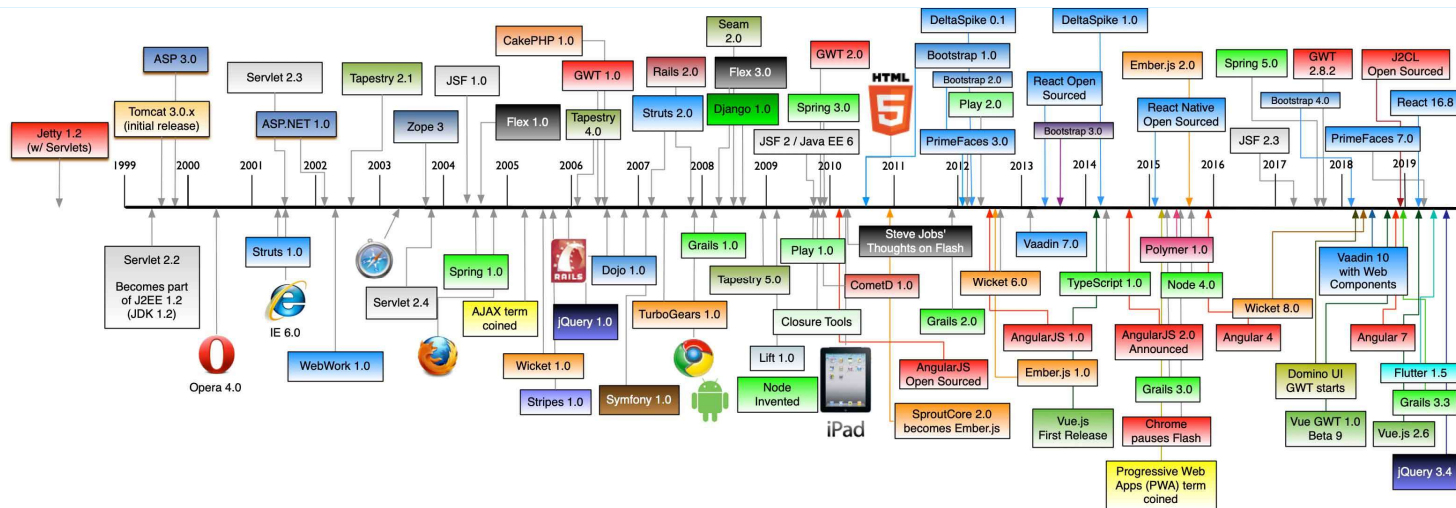 DeltaSpike 0.1
DeltaSpike 1.0
Seam
2.0
CakePHP 1.0
GWT 2.0
Bootstrap 1.0
J2CL
Open Sourced
ASP 3.0
Servlet 2.3
Tapestry 2.1
JSF 1.0
GWT 1.0
Rails 2.0
Flex 3.0
HTML
5
Bootstrap 2.0
React Open
Sourced
Ember.js 2.0
Spring 5.0
GWT
2.8.2
Tomcat 3.0.x
(initial release)
ASP.NET 1.0
Zope 3
Flex 1.0
Tapestry
4.0
Struts 2.0
Django 1.0
Spring 3.0
Play 2.0
Bootstrap 3.0
React Native
Open Sourced
Bootstrap 4.0
React 16.8
Jetty 1.2
(w/ Servlets)
JSF 2 / Java EE 6
PrimeFaces 3.0
JSF 2.3
PrimeFaces 7.0
1999
2000
2001
2002
2003
2004
2005
2006
2007
2008
2009
2010
2011
2012
2013
2014
2015
2016
2017
2018
2019
Servlet 2.2
Becomes part
of J2EE 1.2
(JDK 1.2)
Struts 1.0
IE 6.0
Opera 4.0
WebWork 1.0
Servlet 2.4
Spring 1.0
AJAX term
coined
RAILS
jQuery 1.0
Wicket 1.0
Stripes 1.0
Dojo 1.0
Symfony 1.0
Grails 1.0
TurboGears 1.0
Tapestry 5.0
Play 1.0
Closure Tools
Lift 1.0
Node
Invented
iPad
Steve Jobs'
Thoughts on Flash
CometD 1.0
Grails 2.0
AngularJS
Open Sourced
SproutCore 2.0
becomes Ember.js
Vaadin 7.0
Wicket 6.0
AngularJS 1.0
Ember.js 1.0
Vue.js
First Release
TypeScript 1.0
Polymer 1.0
Node 4.0
AngularJS 2.0
Announced
Grails 3.0
Chrome
pauses Flash
Progressive Web
Apps (PWA) term
coined
Angular 4
Wicket 8.0
Vaadin 10
with Web
Components
Domino UI
GWT starts
Vue GWT 1.0
Beta 9
Angular 7
Flutter 1.5
Grails 3.3
Vue.js 2.6
jQuery 3.4